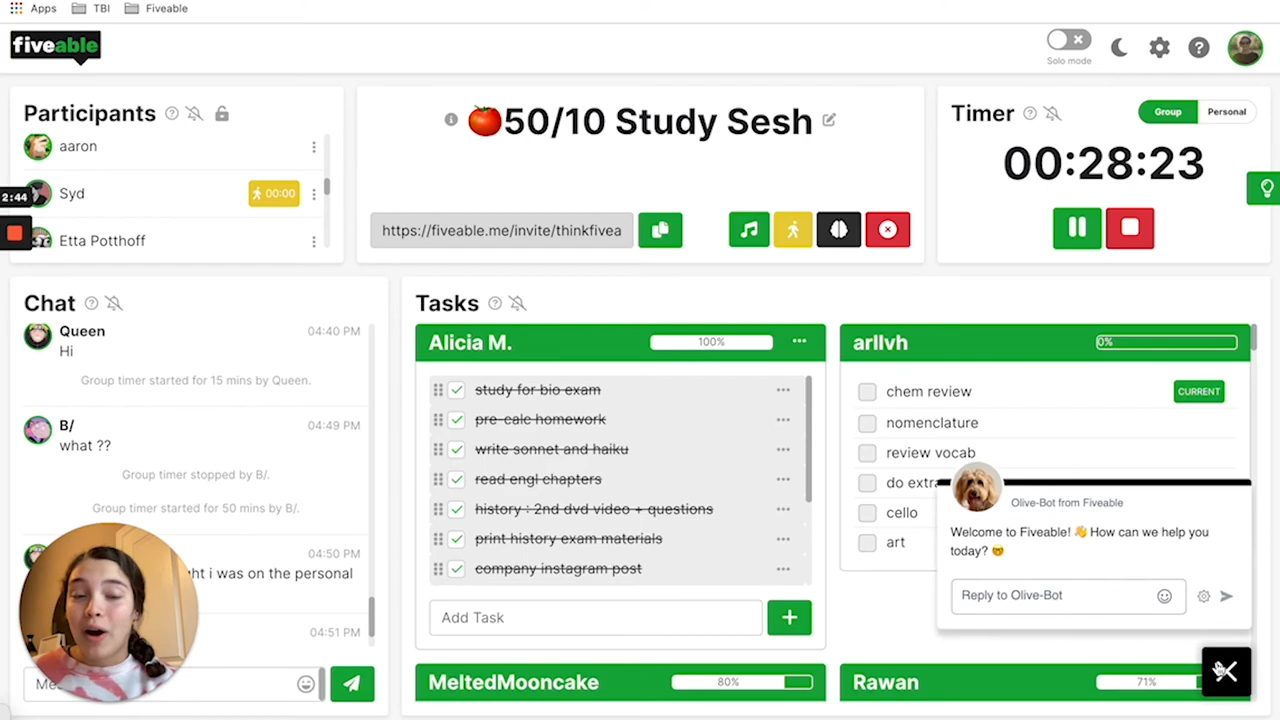 Apps
TBI
Fiveable
fiveable
Solo mode
Participants
aaron
Syd
00:00
Etta Potthoff
2:44
50/10 Study Sesh
https://fiveable.me/invite/thinkfivea
Timer
Group
Personal
00:28:23
Chat
Queen
04:40 PM
Hi
Group timer started for 15 mins by Queen.
B/
04:49 PM
what ??
Group timer stopped by B/.
Group timer started for 50 mins by B/.
04:50 PM
i was on the personal
04:51 PM
Tasks
Alicia M.
100%
study for bio exam
pre-calc homework
write sonnet and haiku
read engl chapters
history : 2nd dvd video + questions
print history exam materials
company instagram post
Add Task
arllvh
0%
chem review
CURRENT
nomenclature
review vocab
do extra
cello
art
Olive-Bot from Fiveable
Welcome to Fiveable! 👋 How can we help you
today? 🤓
Reply to Olive-Bot
MeltedMooncake
80%
Rawan
71%